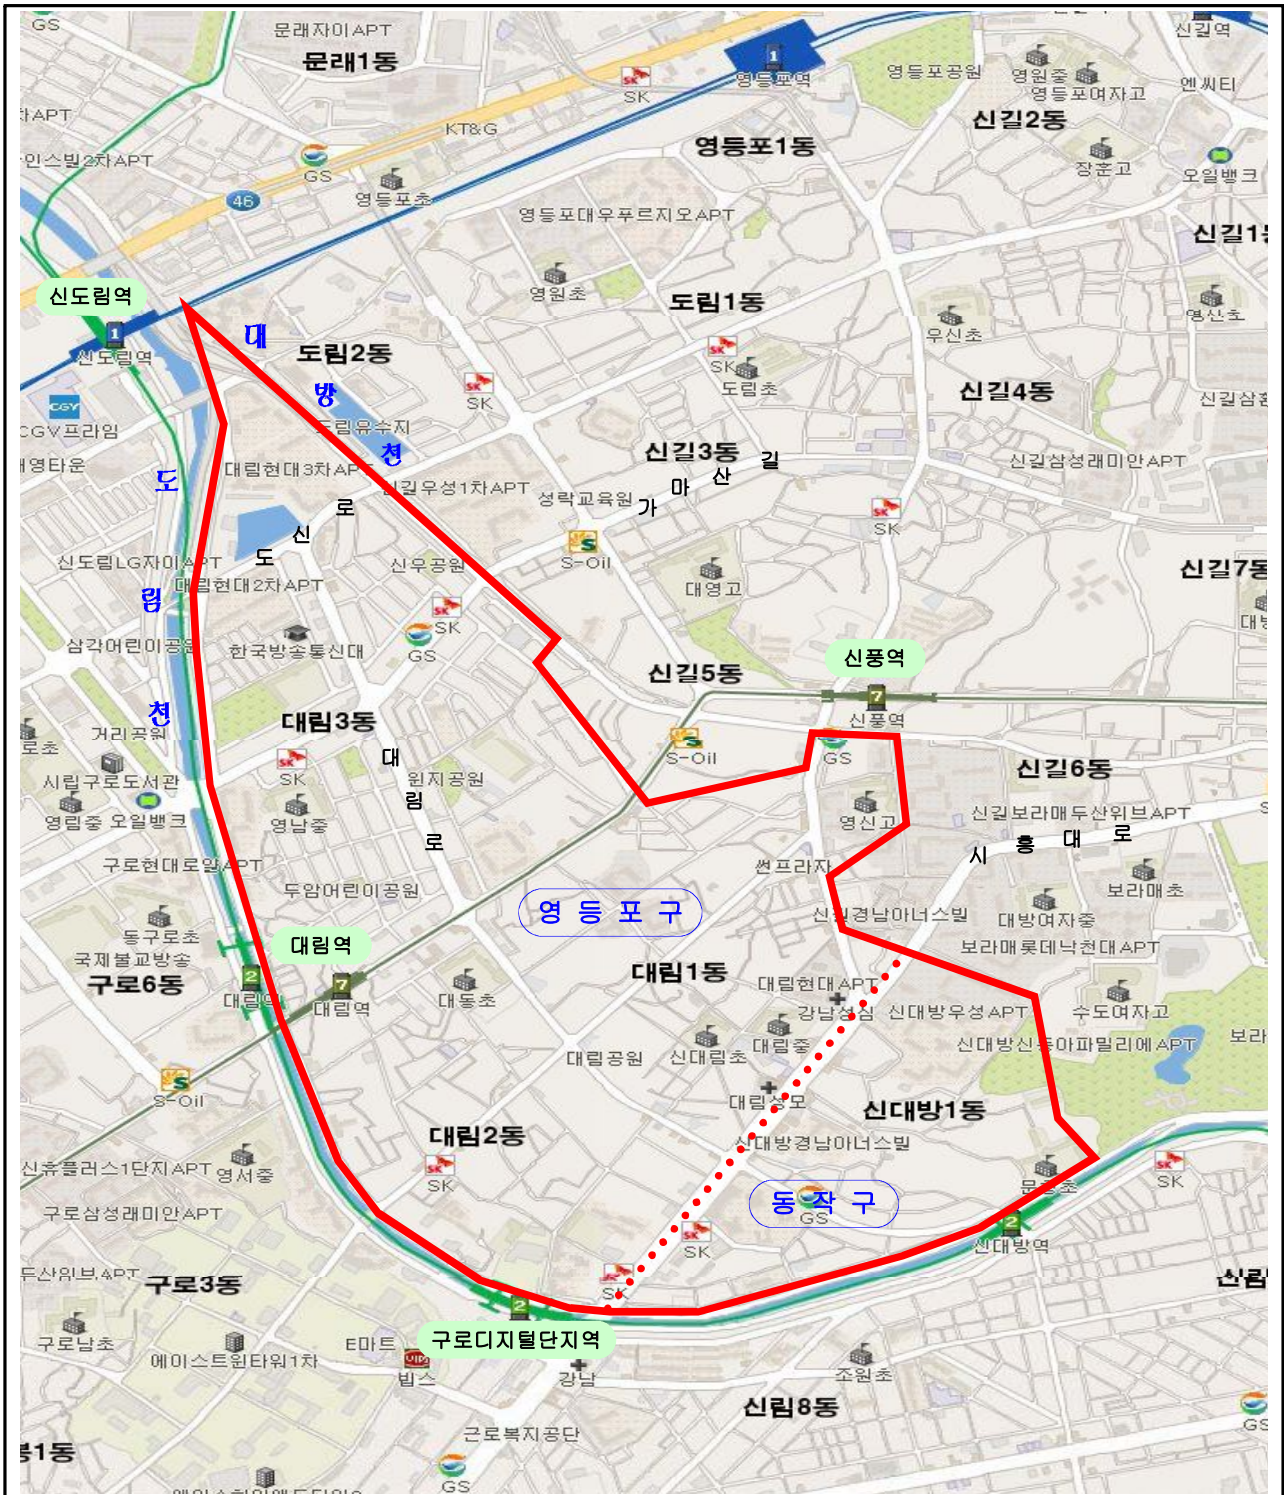 GS
문래자이APT
문래1동
SK
1
영등포역
영등포공원
영원중
영등포여자고
신길역
엔씨티
신길2동
KT&G
영등포1동
장훈고
오일뱅크
인스빌2차APT
GS
영등포초
46
영등포대우푸르지오APT
신길1동
신도림역
1
신도림역
대
방
천
영원초
도림1동
영신초
우신초
도림2동
SK
SK
도림초
신길4동
CGV
CGV프라임
도림유수지
신길3동
가 마 산 길
대림현대3차APT
신길우성1차APT
성락교육원
신길삼성래미안APT
도
림
천
도 신 로
SK
신도림LG자이APT
대림현대2차APT
신우공원
S-Oil
대영고
신길7동
SK
GS
삼각어린이공원
한국방송통신대
신길5동
신풍역
7
신풍역
거리공원
대림3동
대
림
로
S-Oil
GS
신길6동
시립구로도서관
SK
원지공원
영림중
오일뱅크
영남중
영신고
신길보라매두산위브APT
시 흥 대 로
구로현대로얄APT
두암어린이공원
썬프라자
보라매초
영 등 포 구
신길경남아너스빌
대방여자중
동구로초
국제불교방송
대림역
보라매롯데낙천대APT
구로6동
2
대림역
7
대림역
대동초
대림1동
대림현대APT
강남성심
신대방우성APT
수도여자고
대림공원
신대림초
대림중
신대방신동아파밀리에APT
S-Oil
대림성모
신대방1동
대림2동
신대방경남아너스빌
신휴플러스1단지APT
영서중
SK
동 작 구
GS
문창초
SK
구로삼성래미안APT
SK
2
신대방역
두산위브APT
구로3동
SK
2
구로디지털단지역
구로남초
에이스트윈타워1차
E마트
VIPS
빕스
강남
조원초
신림8동
근로복지공단
GS
GS